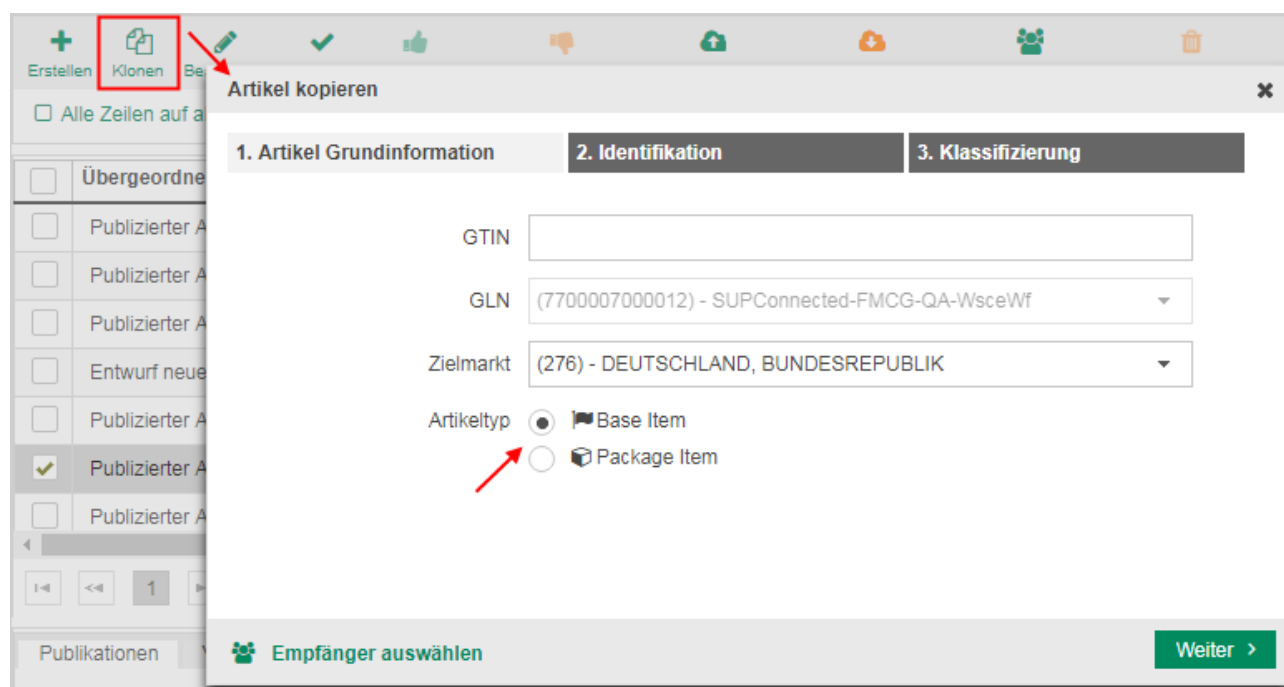 Erstellen Klonen Be
Alle Zeilen auf a
Artikel kopieren
1. Artikel Grundinformation 2. Identifikation 3. Klassifizierung
Übergeordne
Publizierter A
Publizierter A
Publizierter A
Entwurf neue
Publizierter A
Publizierter A
Publizierter A
GTIN
GLN (7700007000012) - SUPConnected-FMCG-QA-WsceWf
Zielmarkt (276) - DEUTSCHLAND, BUNDESREPUBLIK
Artikeltyp Base Item
Package Item
1
Publikationen
Empfänger auswählen
Weiter >